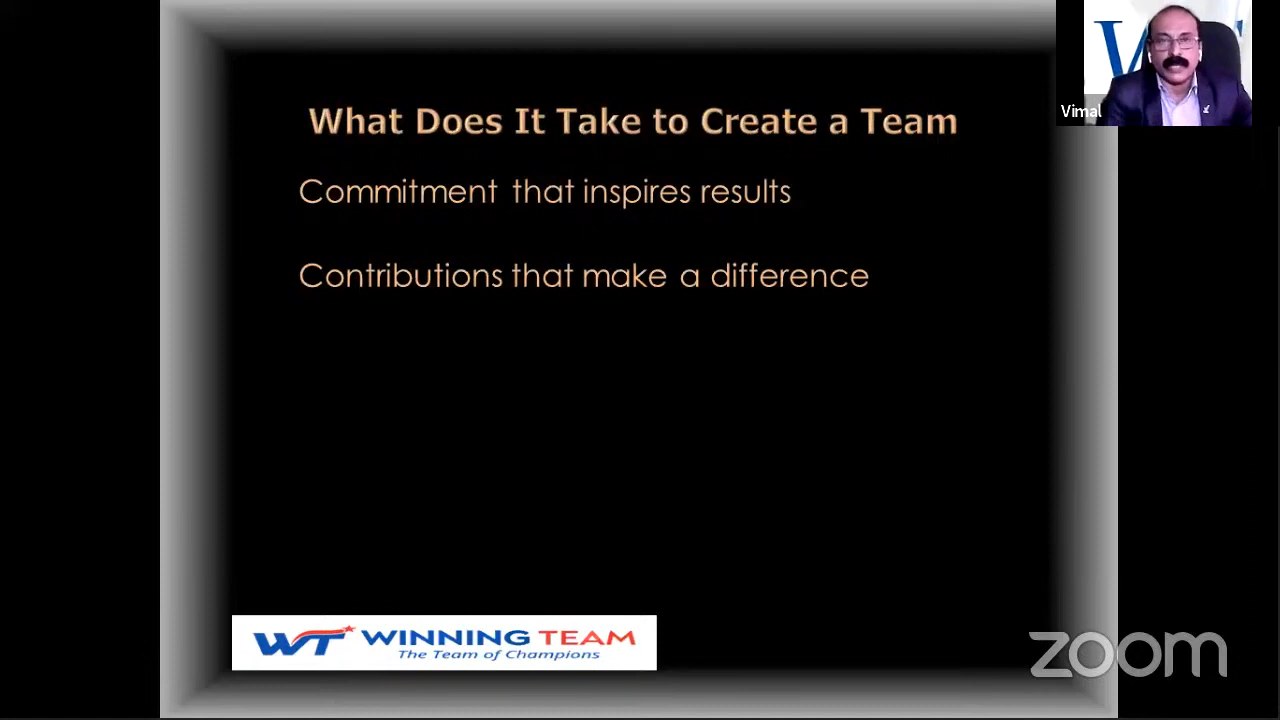 What Does It Take to Create a Team
Vimal
Commitment that inspires results
Contributions that make a difference
WT WINNING TEAM
The Team of Champions
zoom